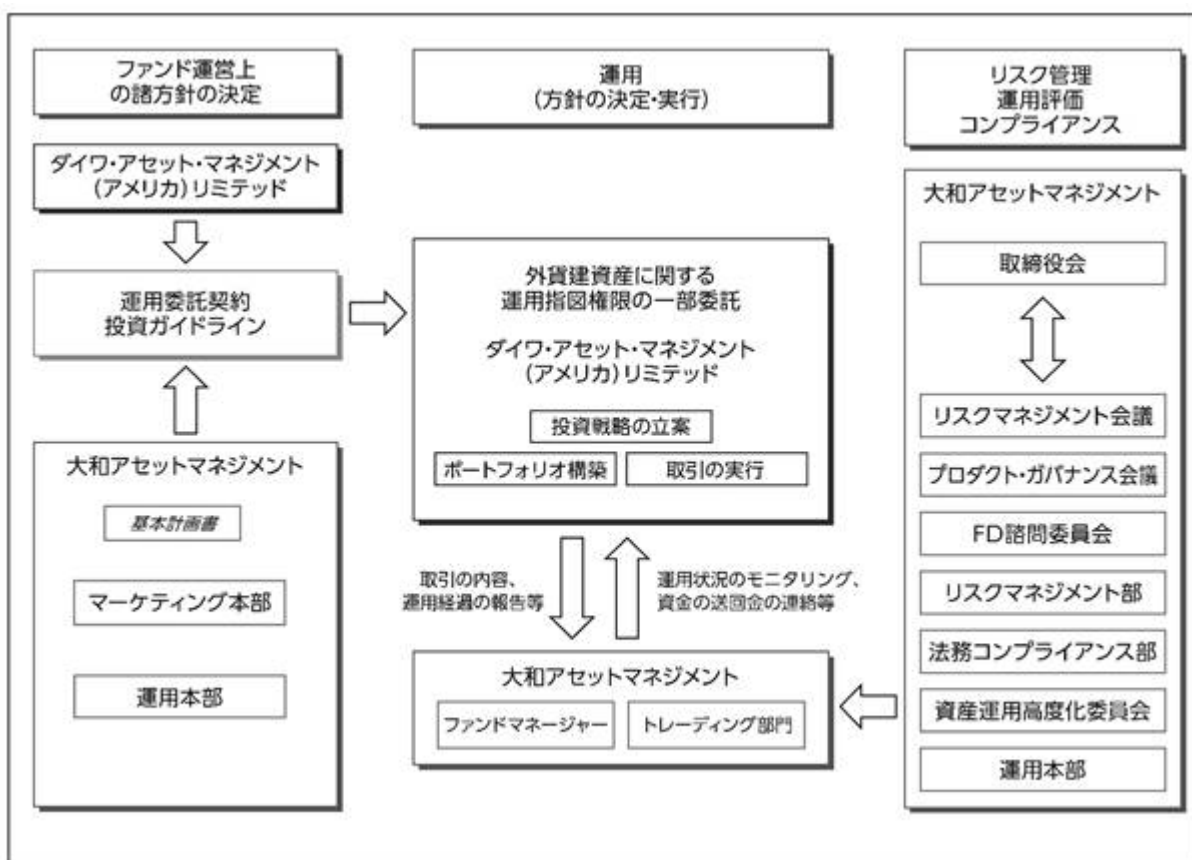 ファンド運営上
の諸方針の決定
ダイワ・アセット・マネジメント
(アメリカ)リミテッド
運用委託契約
投資ガイドライン
大和アセットマネジメント
基本計画書
マーケティング本部
運用本部
運用
(方針の決定・実行)
外貨建資産に関する
運用指図権限の一部委託
ダイワ・アセット・マネジメント
(アメリカ)リミテッド
投資戦略の立案
ポートフォリオ構築
取引の実行
取引の内容、
運用経過の報告等
運用状況のモニタリング、
資金の送回金の連絡等
大和アセットマネジメント
ファンドマネージャー
トレーディング部門
リスク管理
運用評価
コンプライアンス
大和アセットマネジメント
取締役会
リスクマネジメント会議
プロダクト・ガバナンス会議
FD諮問委員会
リスクマネジメント部
法務コンプライアンス部
資産運用高度化委員会
運用本部